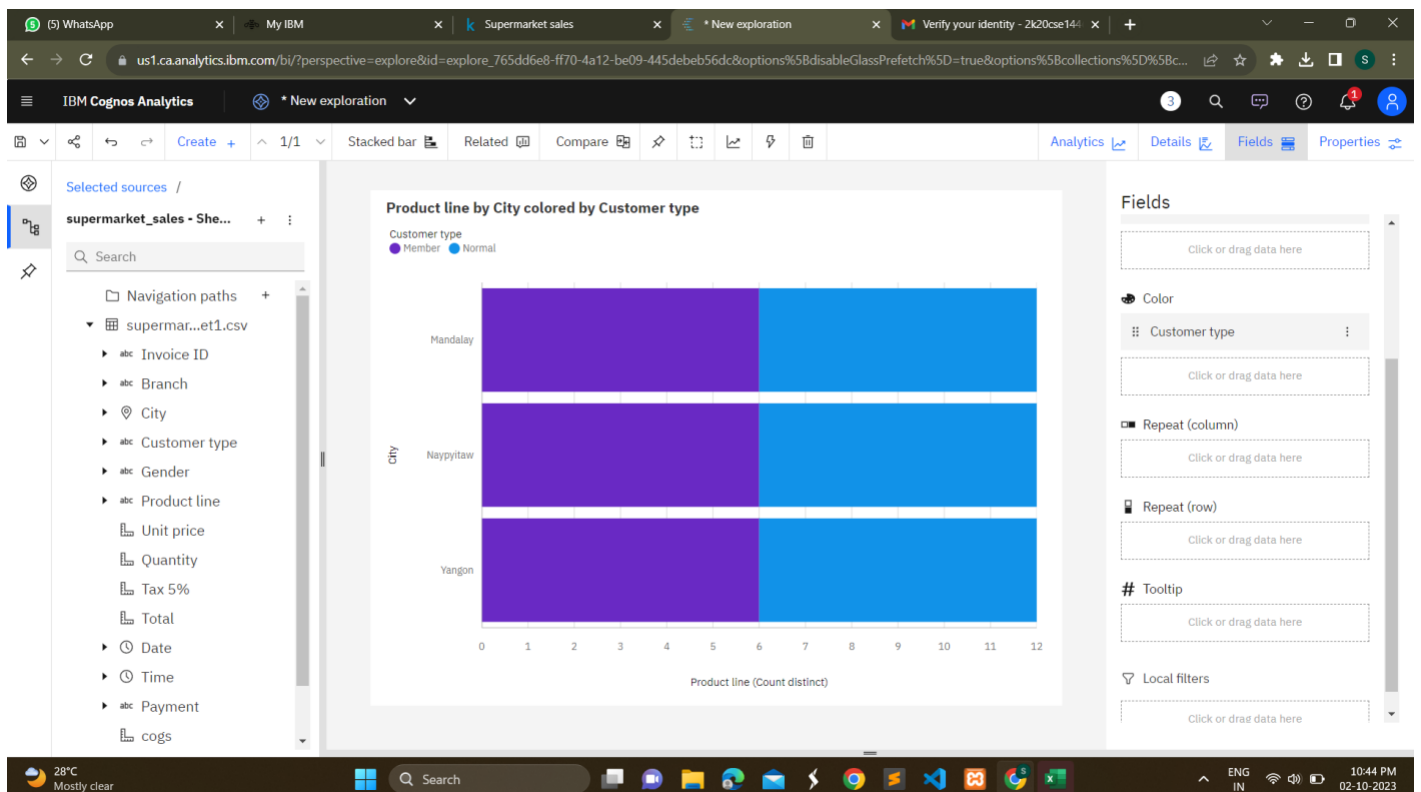 (5) WhatsApp
My IBM
Supermarket sales
* New exploration
Verify your identity - 2k20cse144
us1.ca.analytics.ibm.com/bi/?perspective=explore&id=explore_765dd6e8-ff70-4a12-be09-445debeb56dc&options%5BdisableGlassPrefetch%5D=true&options%5Bcollections%5D%5Bc...
S
IBM Cognos Analytics
* New exploration
3
1
Create +
1/1
Stacked bar
Related
Compare
Analytics
Details
Fields
Properties
Selected sources /
supermarket_sales - She...
Search
Navigation paths +
supermar...et1.csv
abc Invoice ID
abc Branch
City
abc Customer type
abc Gender
abc Product line
Unit price
Quantity
Tax 5%
Total
Date
Time
abc Payment
cogs
Product line by City colored by Customer type
Customer type
Member Normal
Mandalay
Naypyitaw
Yangon
City
0 1 2 3 4 5 6 7 8 9 10 11 12
Product line (Count distinct)
Fields
Click or drag data here
Color
Customer type
Click or drag data here
Repeat (column)
Click or drag data here
Repeat (row)
Click or drag data here
# Tooltip
Click or drag data here
Local filters
Click or drag data here
28°C
Mostly clear
Search
ENG
IN
10:44 PM
02-10-2023